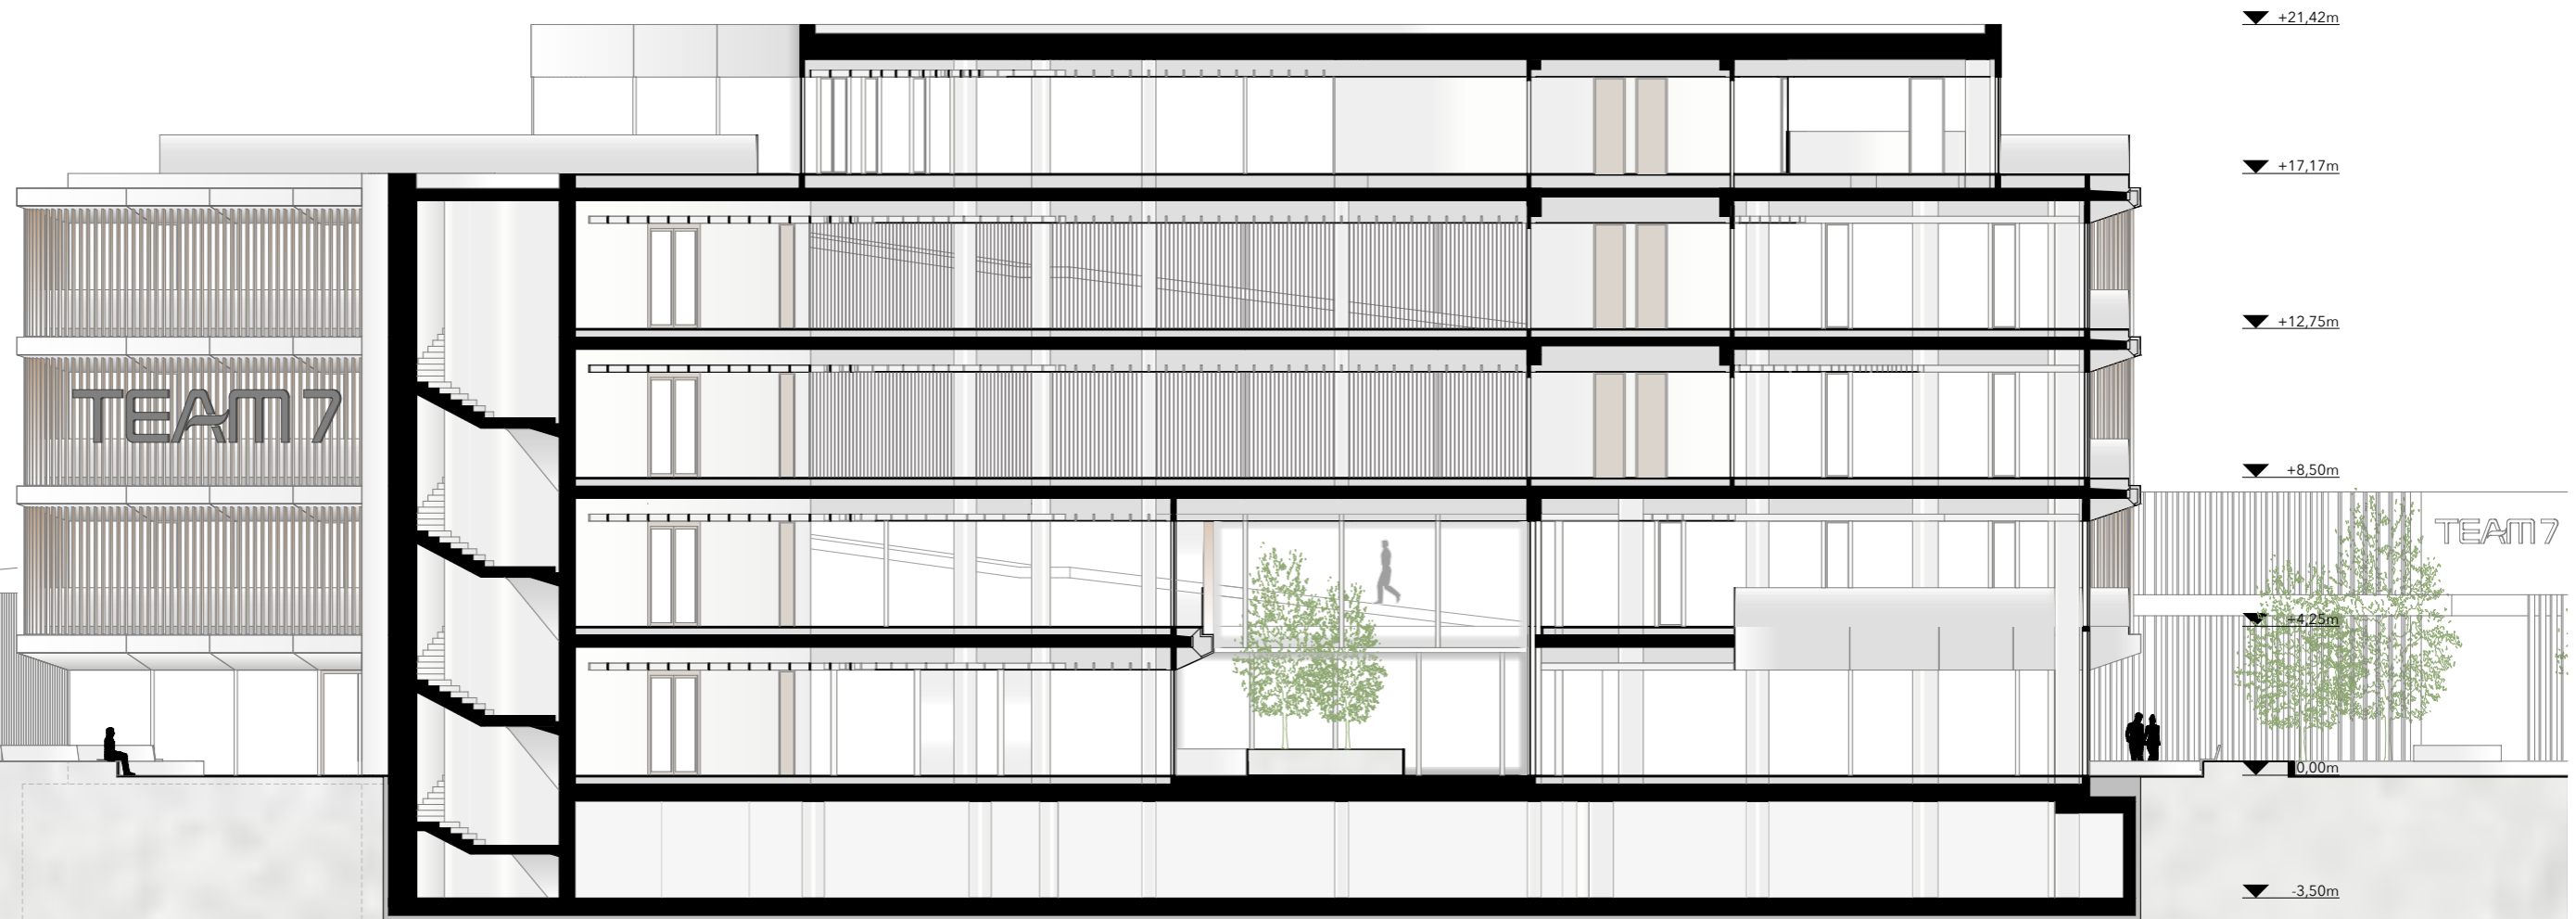 +21,42m
+17,17m
+12,75m
TEAM 7
+8,50m
TEAM 7
+4,25m
0,00m
-3,50m